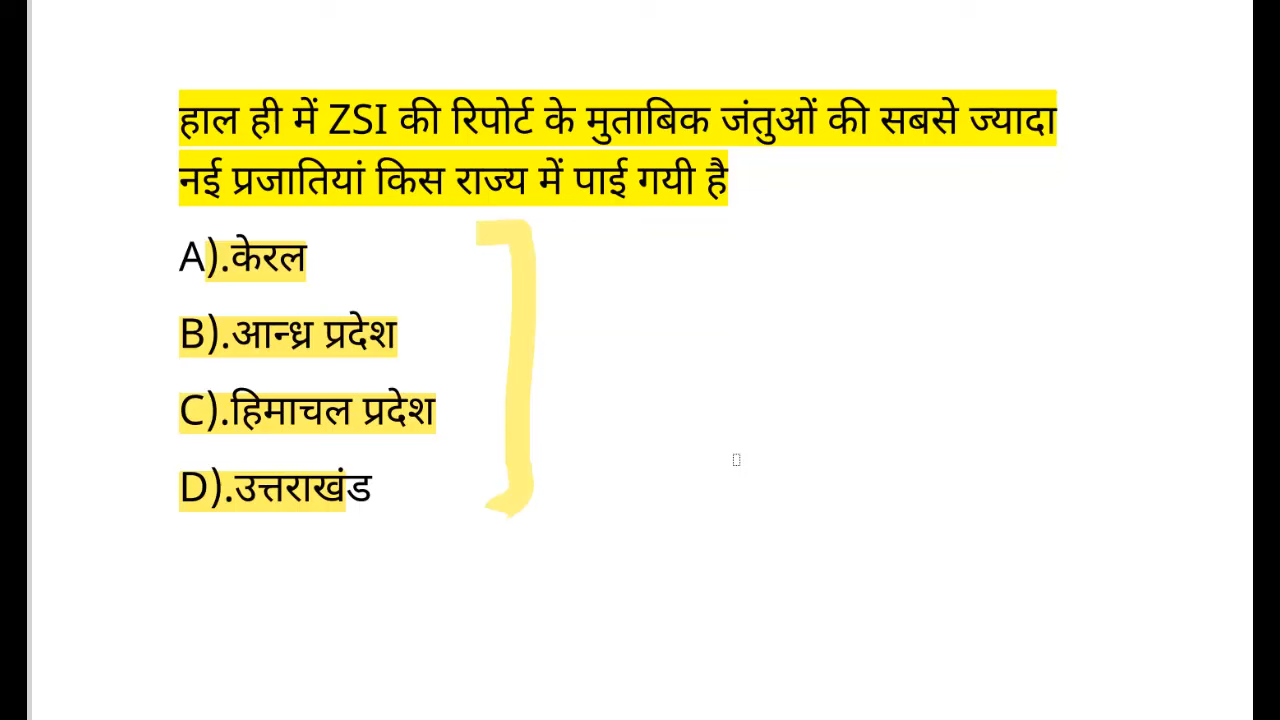 हाल ही में ZSI की रिपोर्ट के मुताबिक जंतुओं की सबसे ज्यादा
नई प्रजातियां किस राज्य में पाई गयी है
A).केरल
B).आन्ध्र प्रदेश
C).हिमाचल प्रदेश
D).उत्तराखंड